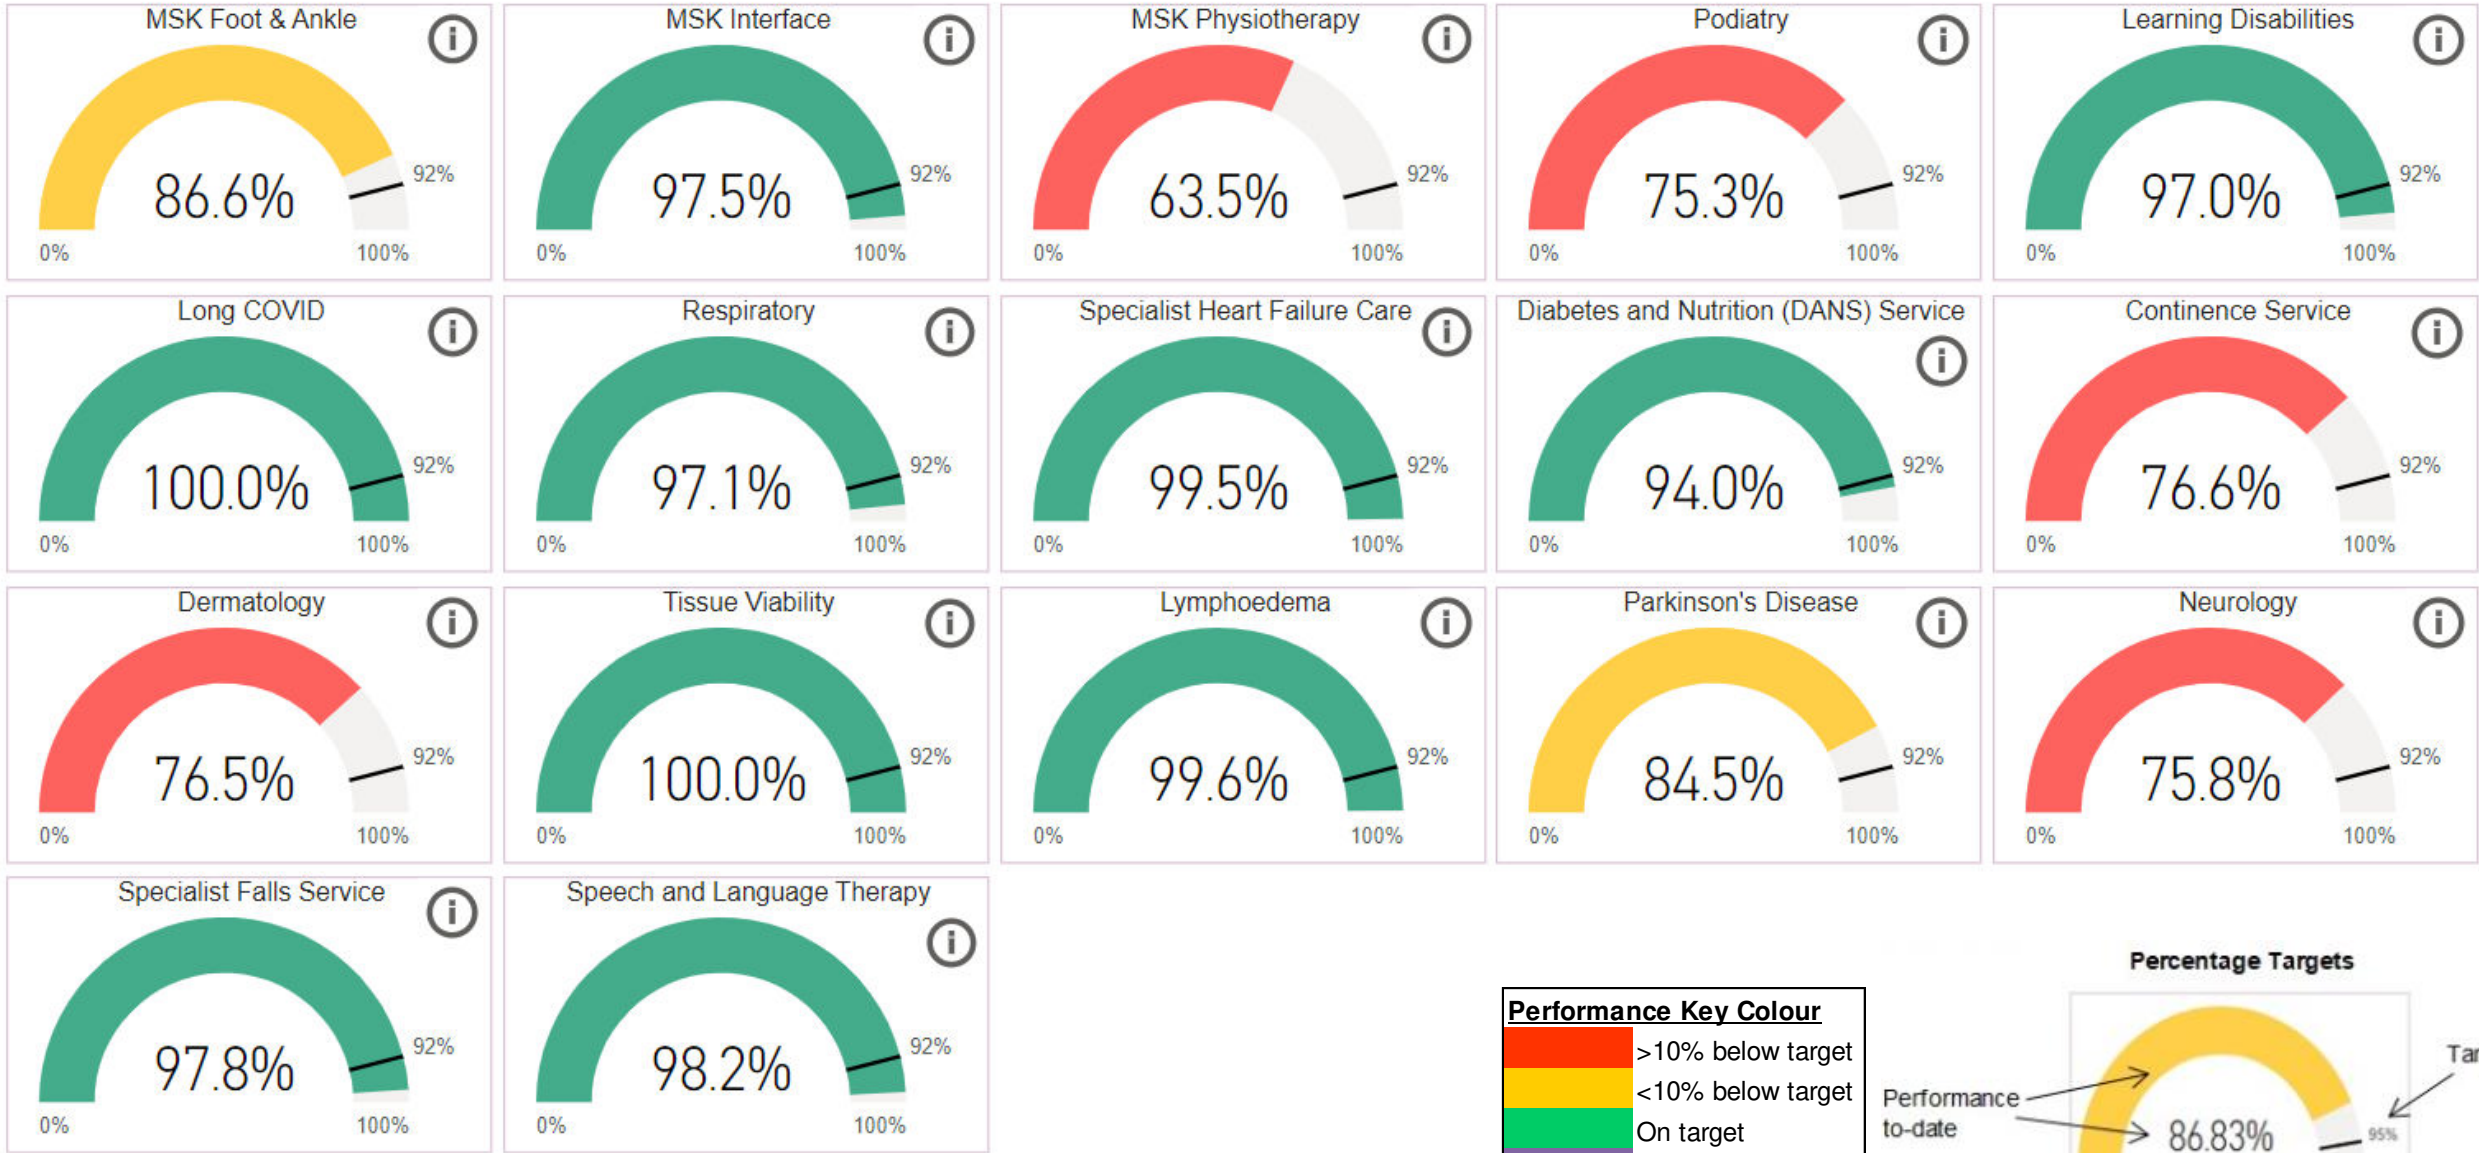 MSK Foot & Ankle
86.6%
92%
0%
100%
MSK Interface
97.5%
92%
0%
100%
MSK Physiotherapy
63.5%
92%
0%
100%
Podiatry
75.3%
92%
0%
100%
Learning Disabilities
97.0%
92%
0%
100%
Long COVID
100.0%
92%
0%
100%
Respiratory
97.1%
92%
0%
100%
Specialist Heart Failure Care
99.5%
92%
0%
100%
Diabetes and Nutrition (DANS) Service
94.0%
92%
0%
100%
Continence Service
76.6%
92%
0%
100%
Dermatology
76.5%
92%
0%
100%
Tissue Viability
100.0%
92%
0%
100%
Lymphoedema
99.6%
92%
0%
100%
Parkinson's Disease
84.5%
92%
0%
100%
Neurology
75.8%
92%
0%
100%
Specialist Falls Service
97.8%
92%
0%
100%
Speech and Language Therapy
98.2%
92%
0%
100%
Performance Key Colour
>10% below target
<10% below target
On target
Percentage Targets
Performance
to-date
86.83%
95%